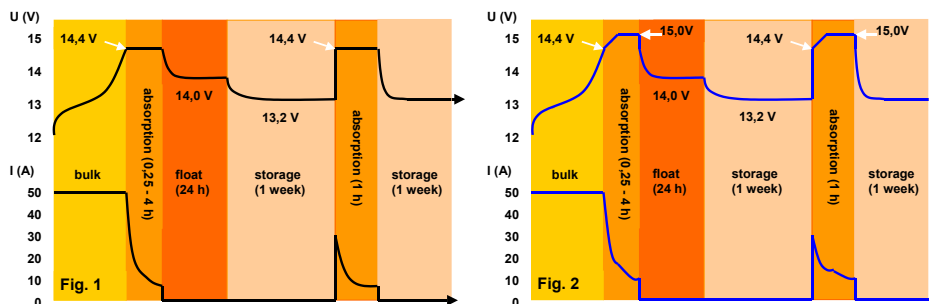 U (V)
15
14
13
12
I (A)
50
40
30
20
10
0
14,4 V
14,0 V
13,2 V
14,4 V
bulk
absorption (0,25 - 4 h)
float
(24 h)
storage
(1 week)
absorption (1 h)
storage
(1 week)
Fig. 1
U (V)
15
14
13
12
I (A)
50
40
30
20
10
0
14,4 V
15,0V
14,0 V
13,2 V
14,4 V
15,0V
bulk
absorption (0,25 - 4 h)
float
(24 h)
storage
(1 week)
absorption (1 h)
storage
(1 week)
Fig. 2